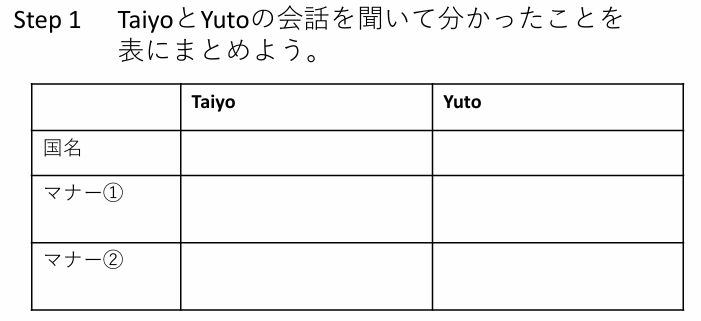 Step 1 TaiyoとYutoの会話を聞いて分かったことを
表にまとめよう。
Taiyo Yuto
国名
マナー①
マナー②